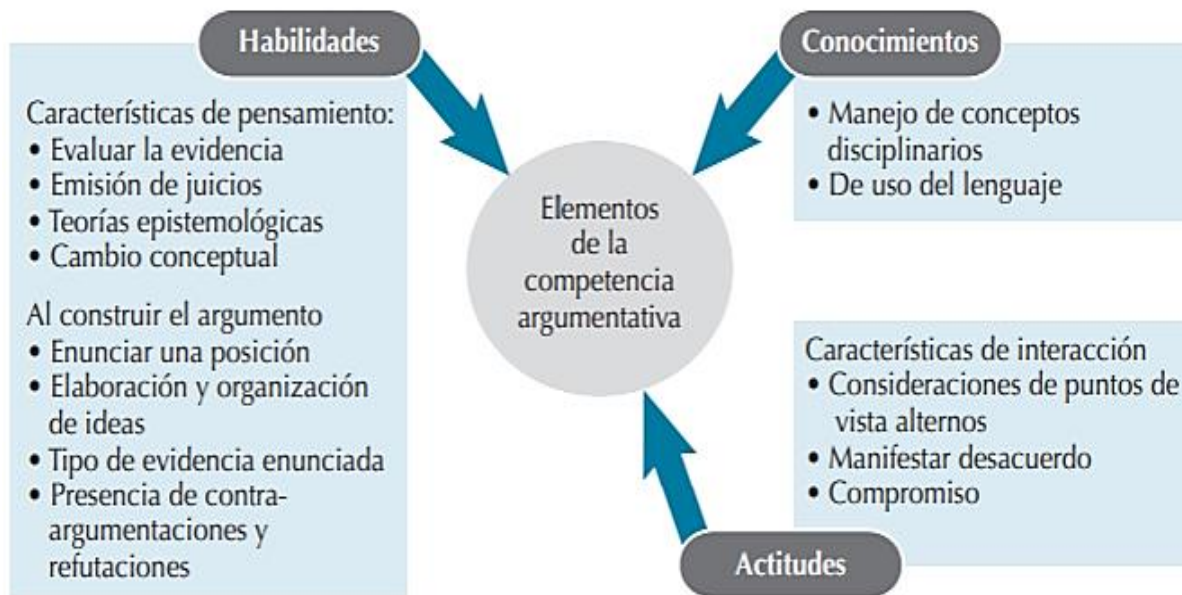 Habilidades
Características de pensamiento:
• Evaluar la evidencia
• Emisión de juicios
• Teorías epistemológicas
• Cambio conceptual
Al construir el argumento
• Enunciar una posición
• Elaboración y organización
de ideas
• Tipo de evidencia enunciada
• Presencia de contra-
argumentaciones y
refutaciones
Elementos
de la
competencia
argumentativa
Conocimientos
• Manejo de conceptos
disciplinarios
• De uso del lenguaje
Características de interacción
• Consideraciones de puntos de
vista alternos
• Manifestar desacuerdo
• Compromiso
Actitudes